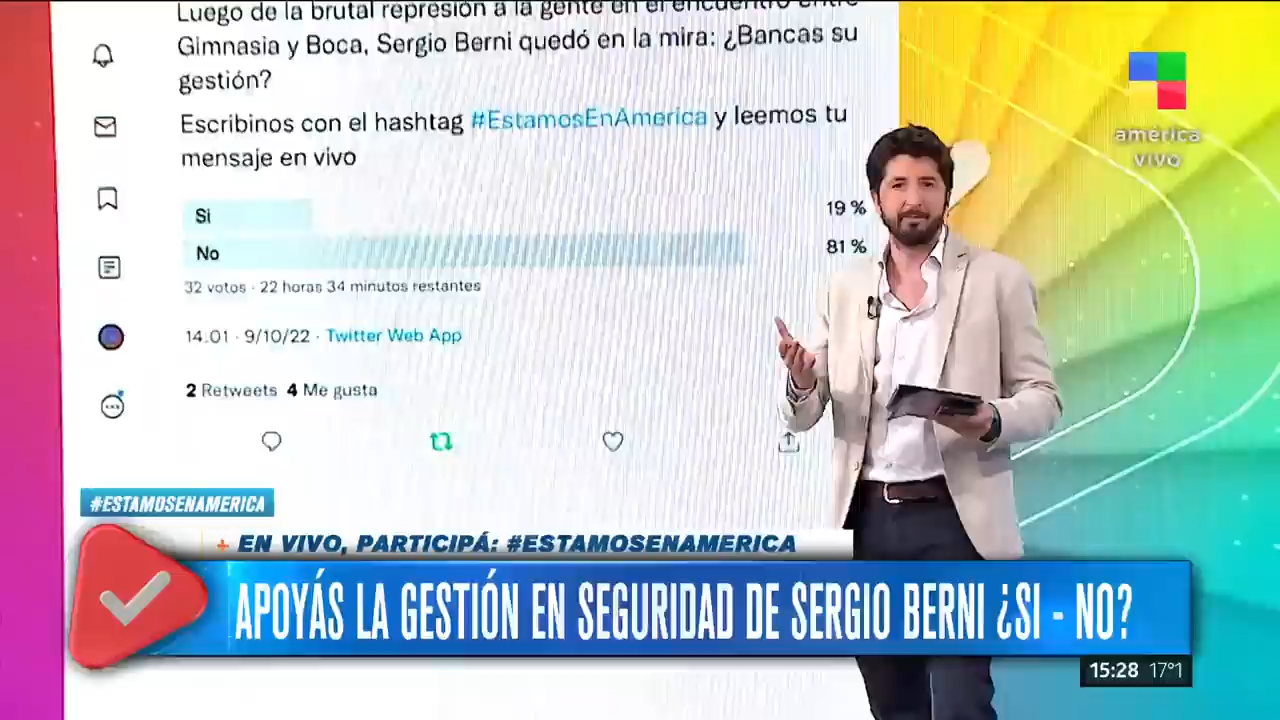 Luego de la brutal represión a la gente en el encuentro entre
Gimnasia y Boca, Sergio Berni quedó en la mira: ¿Bancas su
gestión?
Escribinos con el hashtag #EstamosEnAmerica y leemos tu
mensaje en vivo
Si 19 %
No 81 %
32 votos · 22 horas 34 minutos restantes
14:01 · 9/10/22 · Twitter Web App
2 Retweets 4 Me gusta
américa
VIVO
#ESTAMOSENAMERICA
+ EN VIVO, PARTICIPÁ: #ESTAMOSENAMERICA
APOYÁS LA GESTIÓN EN SEGURIDAD DE SERGIO BERNI ¿SI - NO?
15:28 17°1